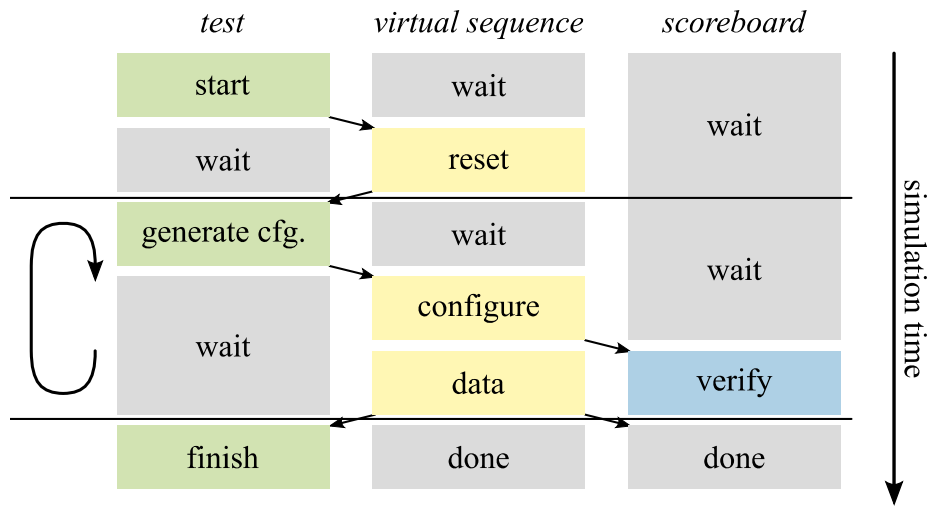 test virtual sequence scoreboard
start wait wait
wait reset
generate cfg. wait wait
configure
wait
data verify
finish done done
simulation time